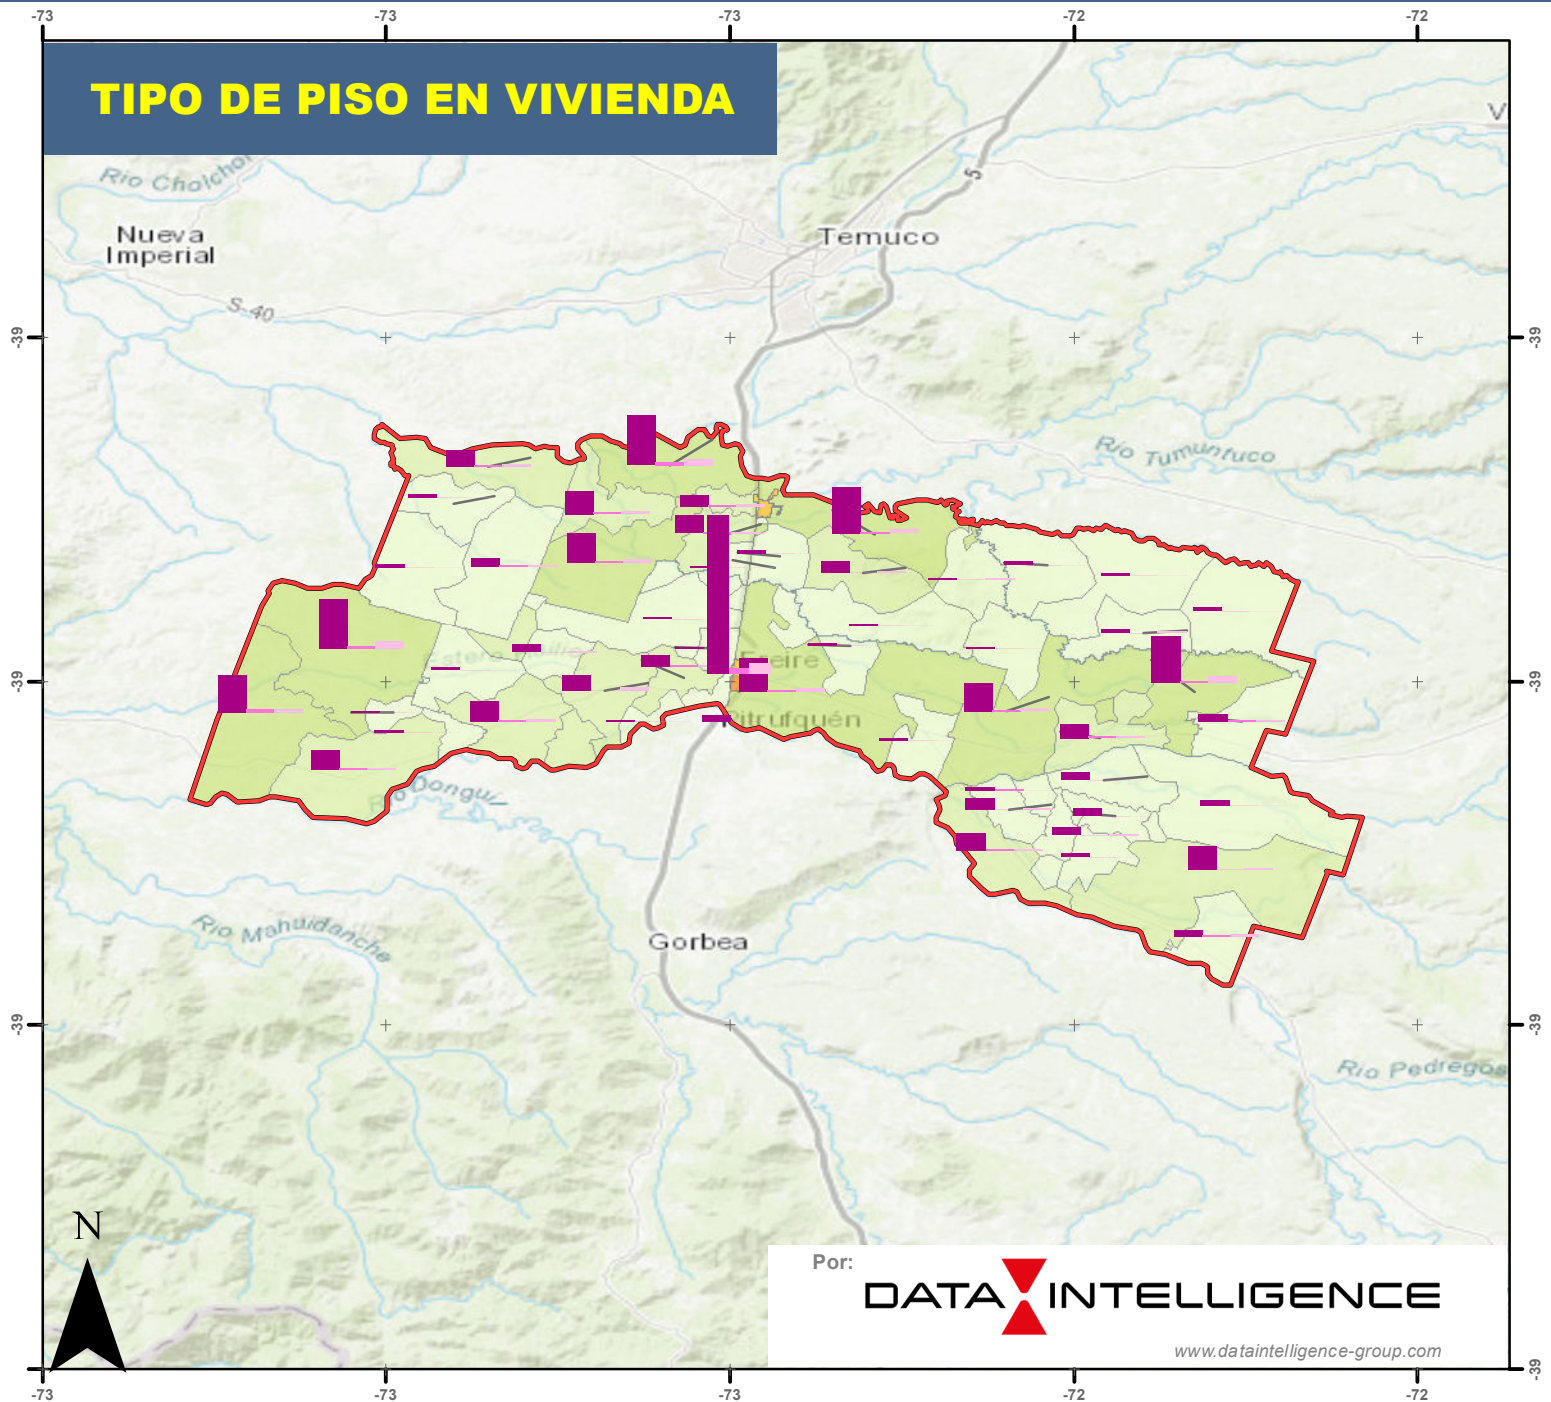 -73
-73
-73
-72
-72
TIPO DE PISO EN VIVIENDA
V
5
Río Cholchol
Nueva
Imperial
Temuco
S-40
-39
-39
Río Tumuntuco
Freire
-39
-39
Pitrufquén
Río Donguil
Río Mahuidanche
Gorbea
-39
-39
Río Pedregos
N
Por:
DATA INTELLIGENCE
www.dataintelligence-group.com
-39
-73
-73
-73
-72
-72